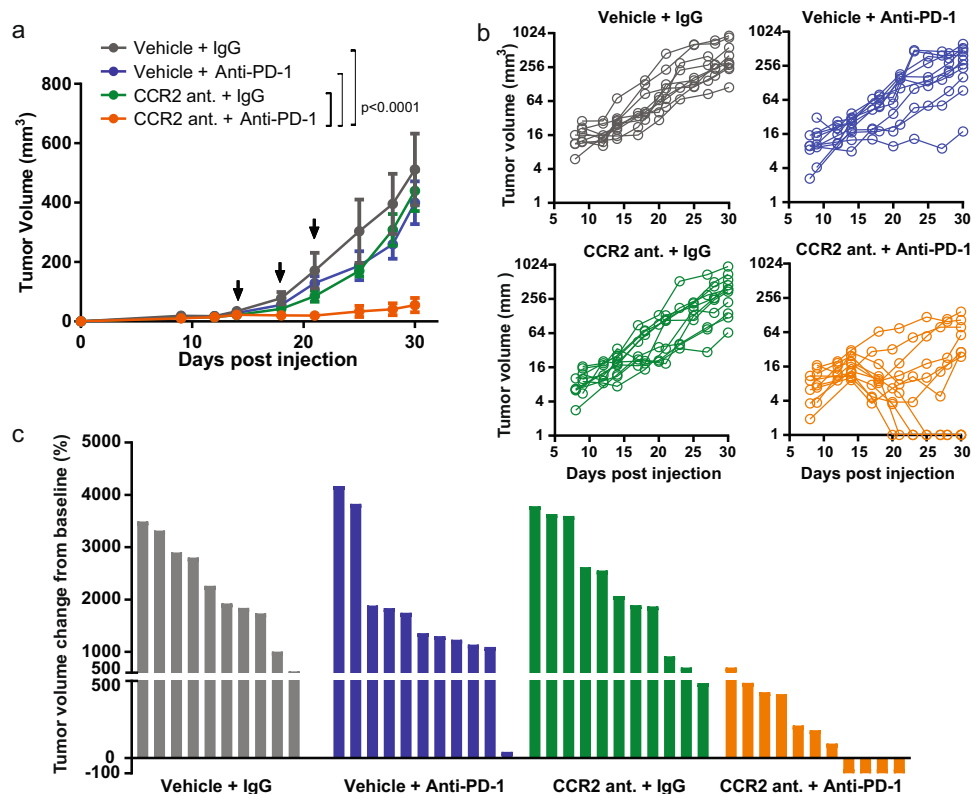 a
Vehicle + IgG
Vehicle + Anti-PD-1
CCR2 ant. + IgG
CCR2 ant. + Anti-PD-1
p<0.0001
Tumor Volume (mm³)
800
600
400
200
0
0
10
20
30
Days post injection
b
Vehicle + IgG
Tumor volume (mm³)
1024
256
64
16
4
1
5
10
15
20
25
30
Vehicle + Anti-PD-1
1024
256
64
16
4
1
5
10
15
20
25
30
CCR2 ant. + IgG
Tumor volume (mm )
1024
256
64
16
4
1
5
10
15
20
25
30
Days post injection
CCR2 ant. + Anti-PD-1
1024
256
64
16
4
1
5
10
15
20
25
30
Days post injection
c
Tumor volume change from baseline (%)
5000
4000
3000
2000
1000
500
500
0
-100
Vehicle + IgG
Vehicle + Anti-PD-1
CCR2 ant. + IgG
CCR2 ant. + Anti-PD-1